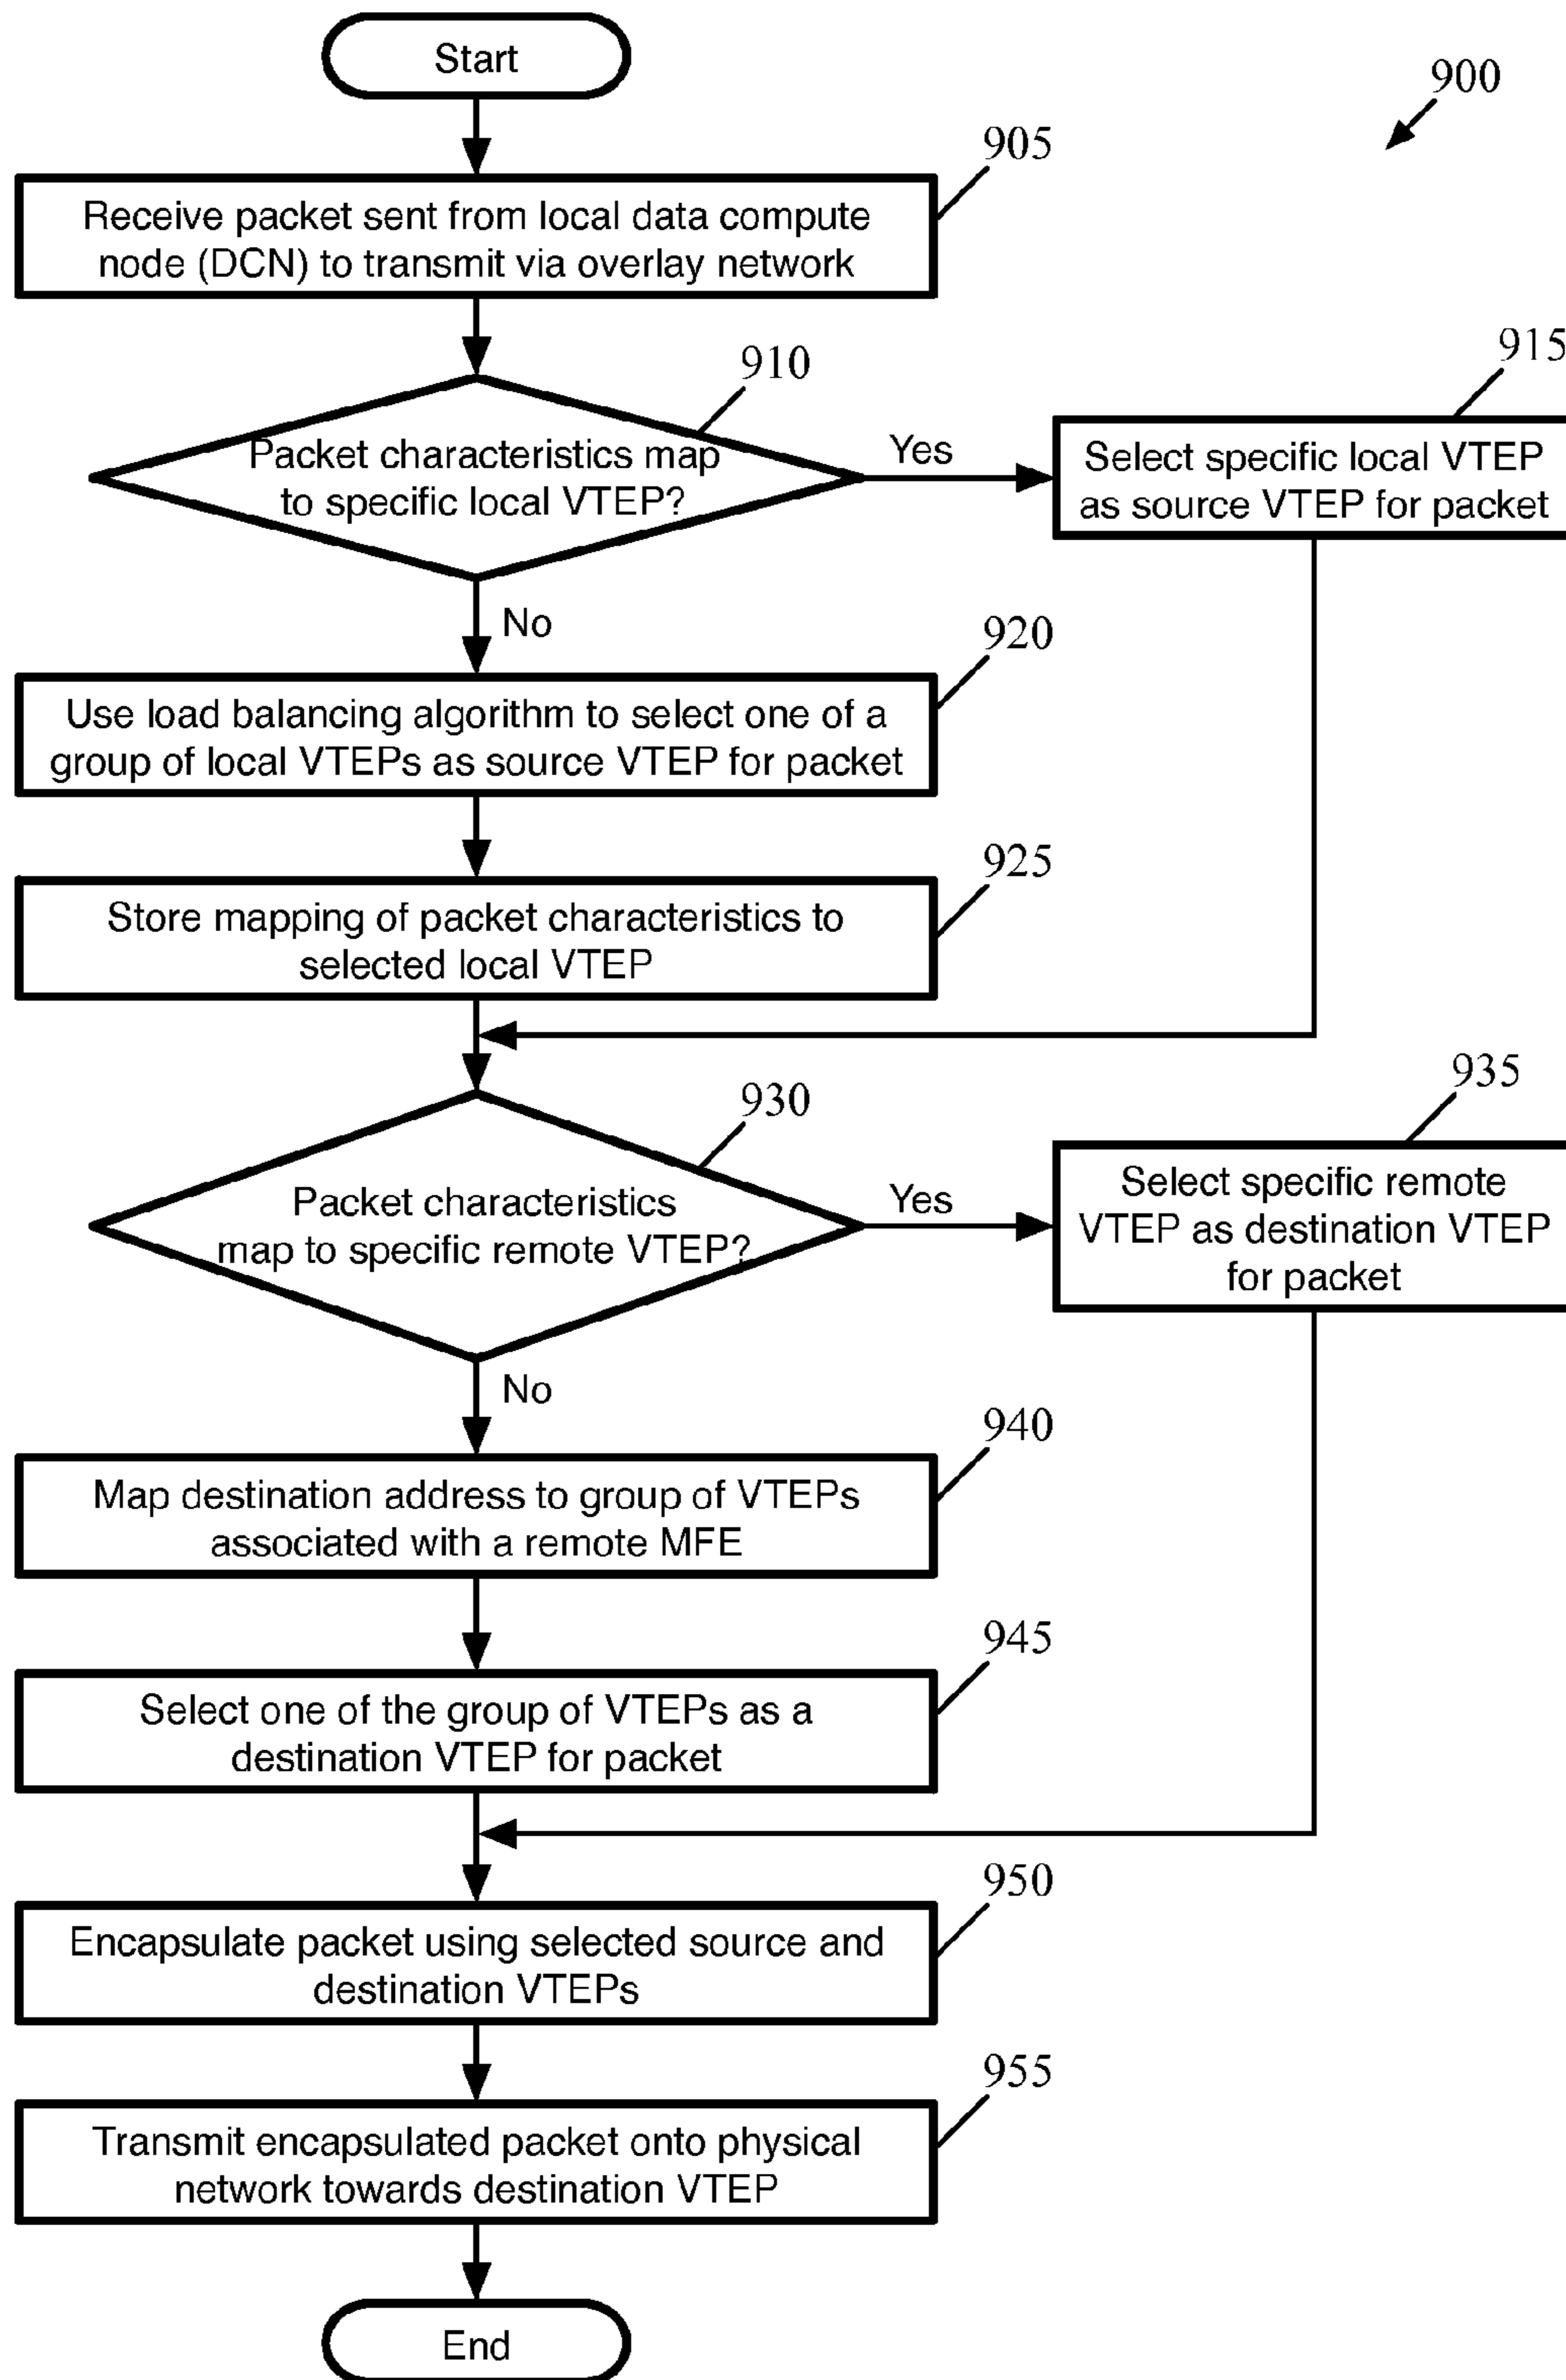 Start
900
905
Receive packet sent from local data compute
node (DCN) to transmit via overlay network
910
Packet characteristics map
to specific local VTEP?
Yes
915
Select specific local VTEP
as source VTEP for packet
No
920
Use load balancing algorithm to select one of a
group of local VTEPs as source VTEP for packet
925
Store mapping of packet characteristics to
selected local VTEP
930
Packet characteristics
map to specific remote VTEP?
Yes
935
Select specific remote
VTEP as destination VTEP
for packet
No
940
Map destination address to group of VTEPs
associated with a remote MFE
945
Select one of the group of VTEPs as a
destination VTEP for packet
950
Encapsulate packet using selected source and
destination VTEPs
955
Transmit encapsulated packet onto physical
network towards destination VTEP
End